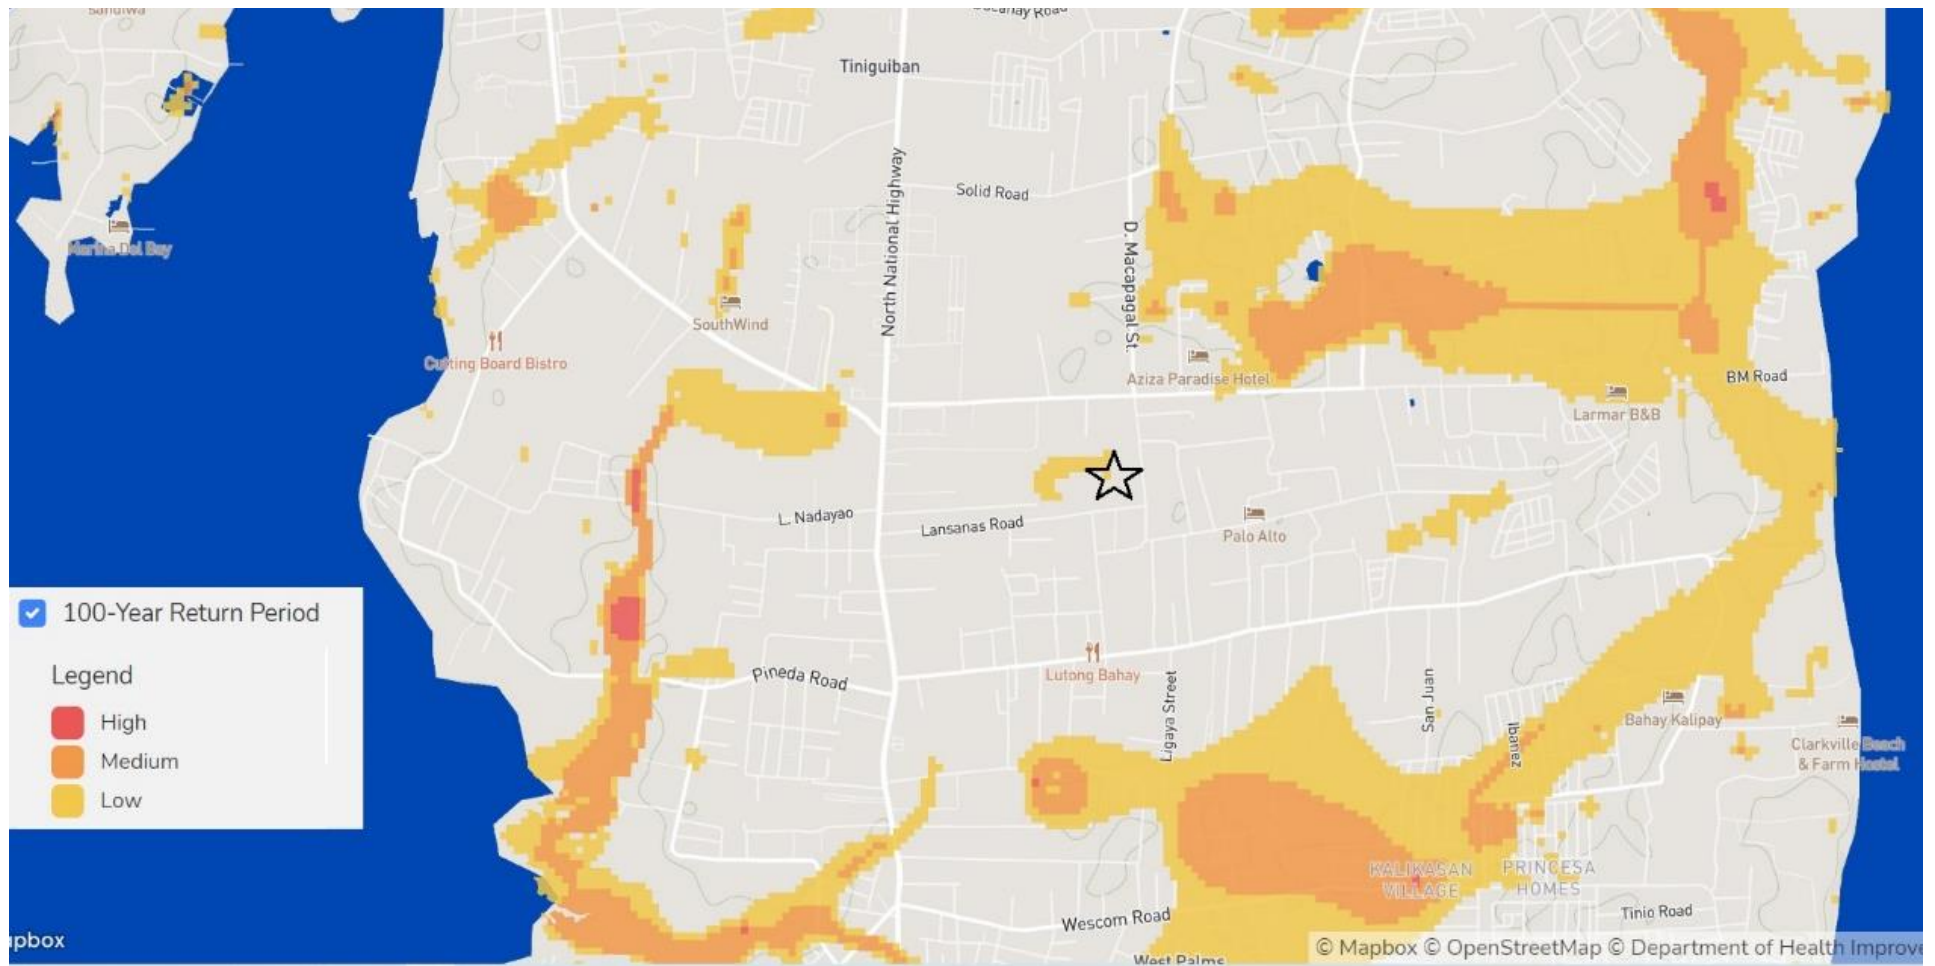 Tiniguiban
Solid Road
North National Highway
D. Macapagal St.
Marina Del Bay
SouthWind
Cutting Board Bistro
Aziza Paradise Hotel
BM Road
Larmar B&B
L. Nadayao
Lansanas Road
Palo Alto
100-Year Return Period
Legend
High
Medium
Low
Pineda Road
Lutong Bahay
Ligaya Street
San Juan
Ibanez
Bahay Kalipay
Clarkville Beach
& Farm Hostel
KALIKASAN
VILLAGE
PRINCESA
HOMES
Wescom Road
Tinio Road
West Palms
apbox
© Mapbox © OpenStreetMap © Department of Health Improve